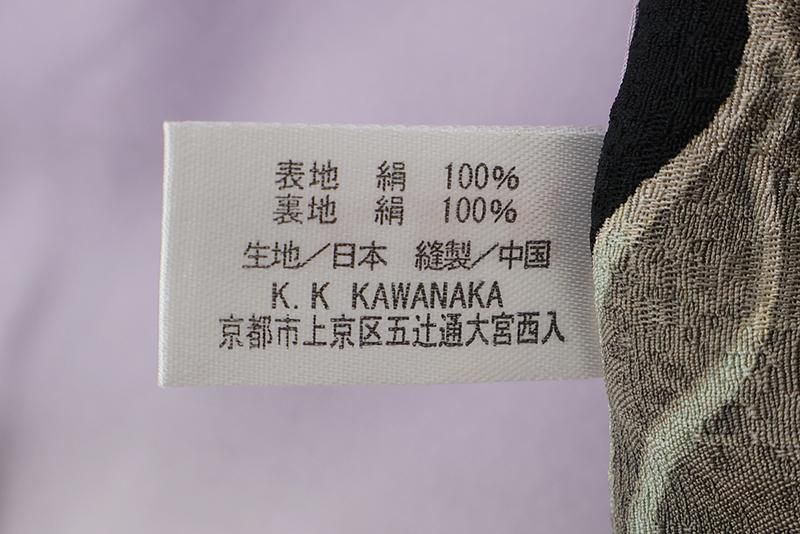 表地　絹　100%
裏地　絹　100%
生地／日本　縫製／中国
K.K KAWANAKA
京都市上京区五辻通大宮西入